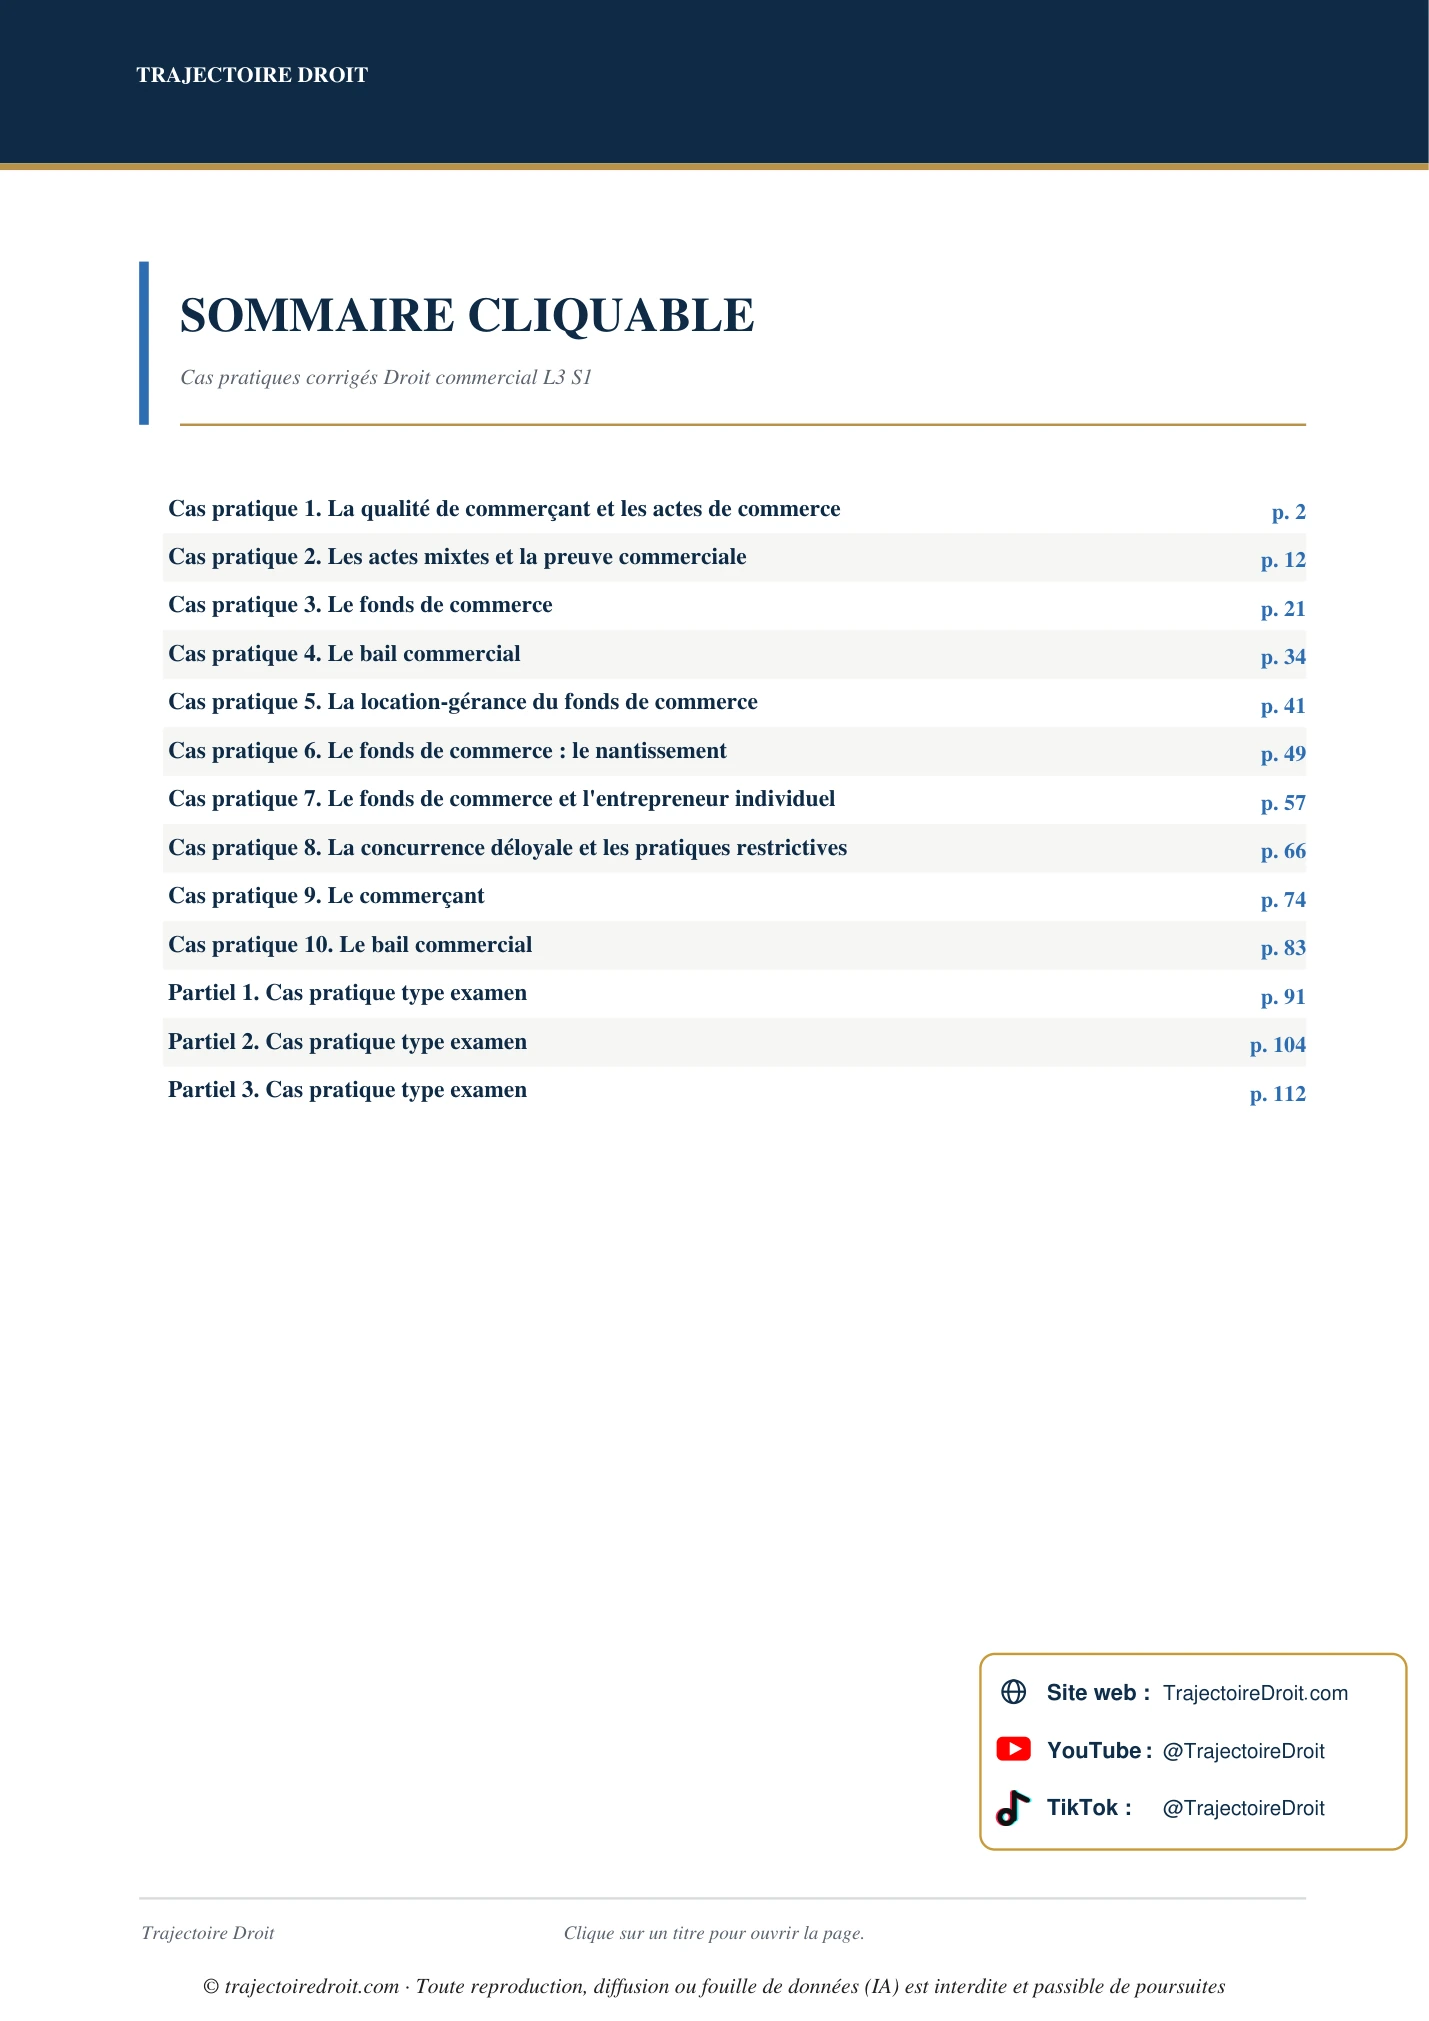 TRAJECTOIRE DROIT
SOMMAIRE CLIQUABLE
Cas pratiques corrigés Droit commercial L3 S1
Cas pratique 1. La qualité de commerçant et les actes de commerce p. 2
Cas pratique 2. Les actes mixtes et la preuve commerciale p. 12
Cas pratique 3. Le fonds de commerce p. 21
Cas pratique 4. Le bail commercial p. 34
Cas pratique 5. La location-gérance du fonds de commerce p. 41
Cas pratique 6. Le fonds de commerce : le nantissement p. 49
Cas pratique 7. Le fonds de commerce et l'entrepreneur individuel p. 57
Cas pratique 8. La concurrence déloyale et les pratiques restrictives p. 66
Cas pratique 9. Le commerçant p. 74
Cas pratique 10. Le bail commercial p. 83
Partiel 1. Cas pratique type examen p. 91
Partiel 2. Cas pratique type examen p. 104
Partiel 3. Cas pratique type examen p. 112
Site web : TrajectoireDroit.com
YouTube : @TrajectoireDroit
TikTok : @TrajectoireDroit
Trajectoire Droit Clique sur un titre pour ouvrir la page.
© trajectoiredroit.com · Toute reproduction, diffusion ou fouille de données (IA) est interdite et passible de poursuites